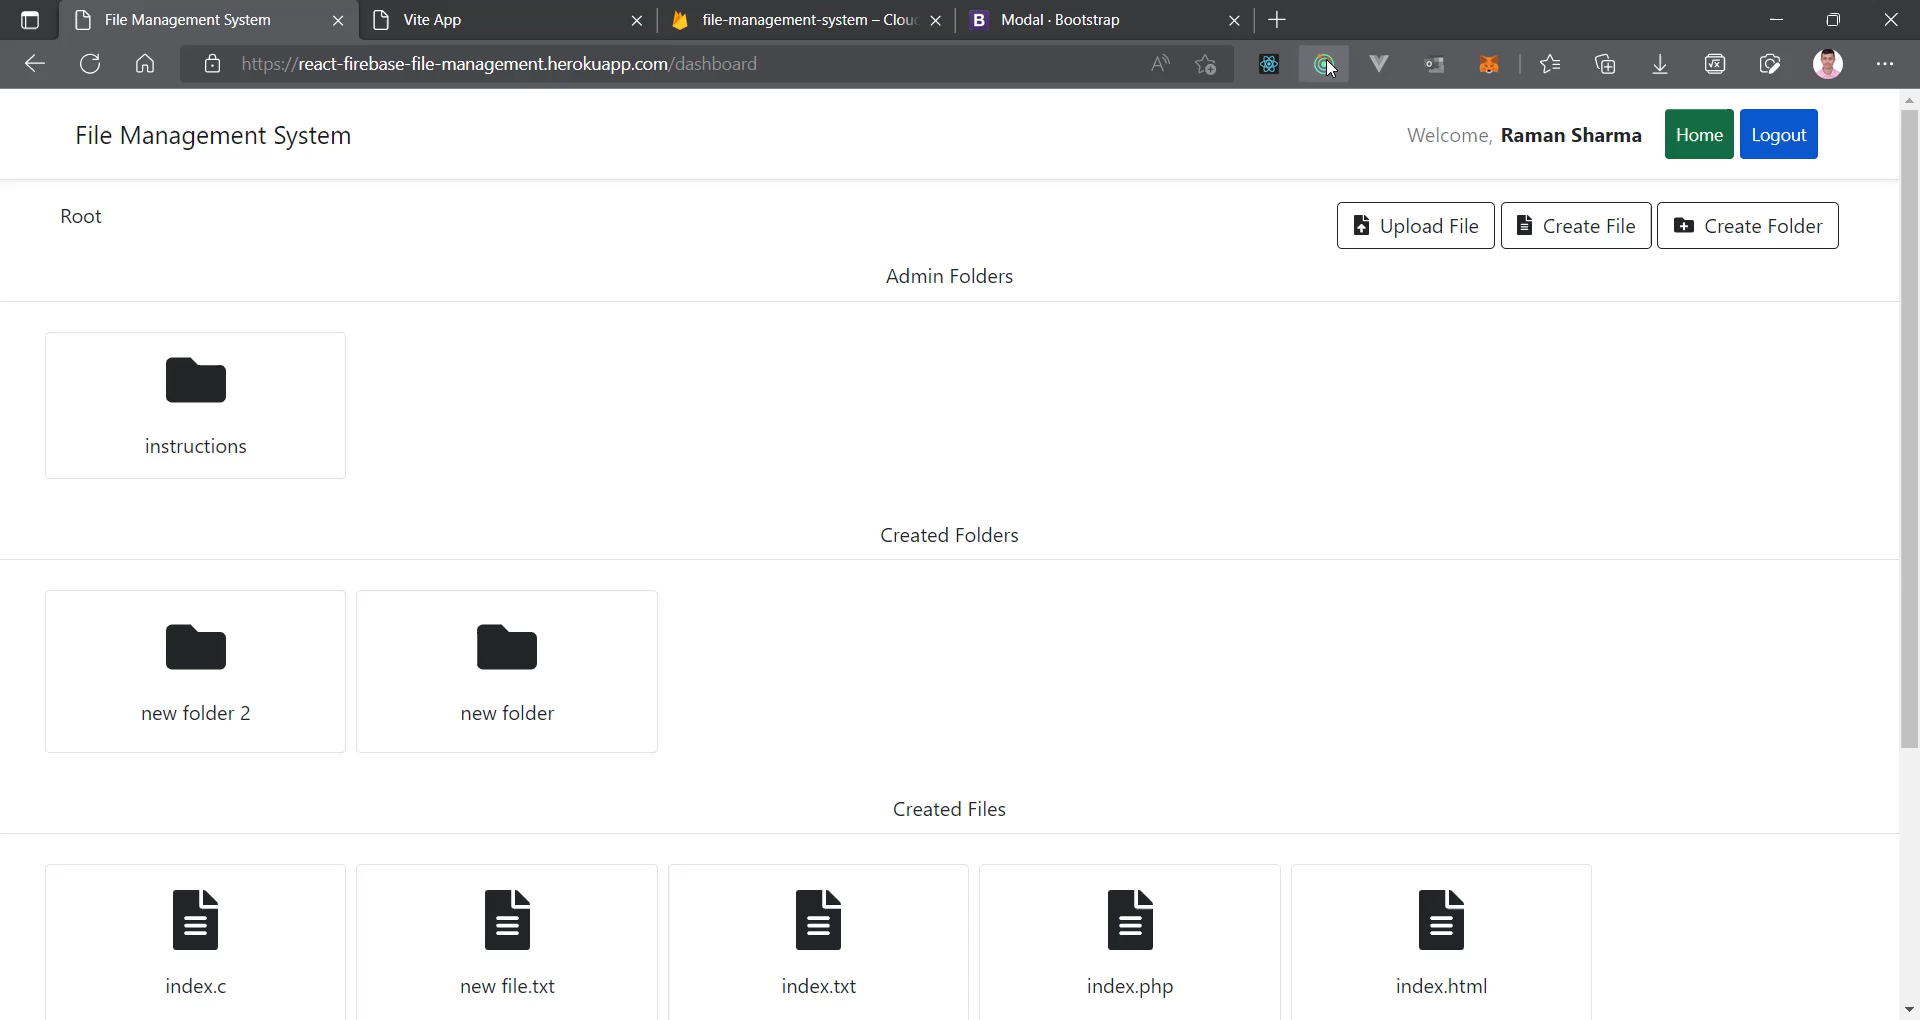 File Management System
Vite App
file-management-system – Clou
Modal · Bootstrap
https://react-firebase-file-management.herokuapp.com/dashboard
File Management System
Welcome, Raman Sharma
Home
Logout
Root
Upload File
Create File
Create Folder
Admin Folders
instructions
Created Folders
new folder 2
new folder
Created Files
index.c
new file.txt
index.txt
index.php
index.html